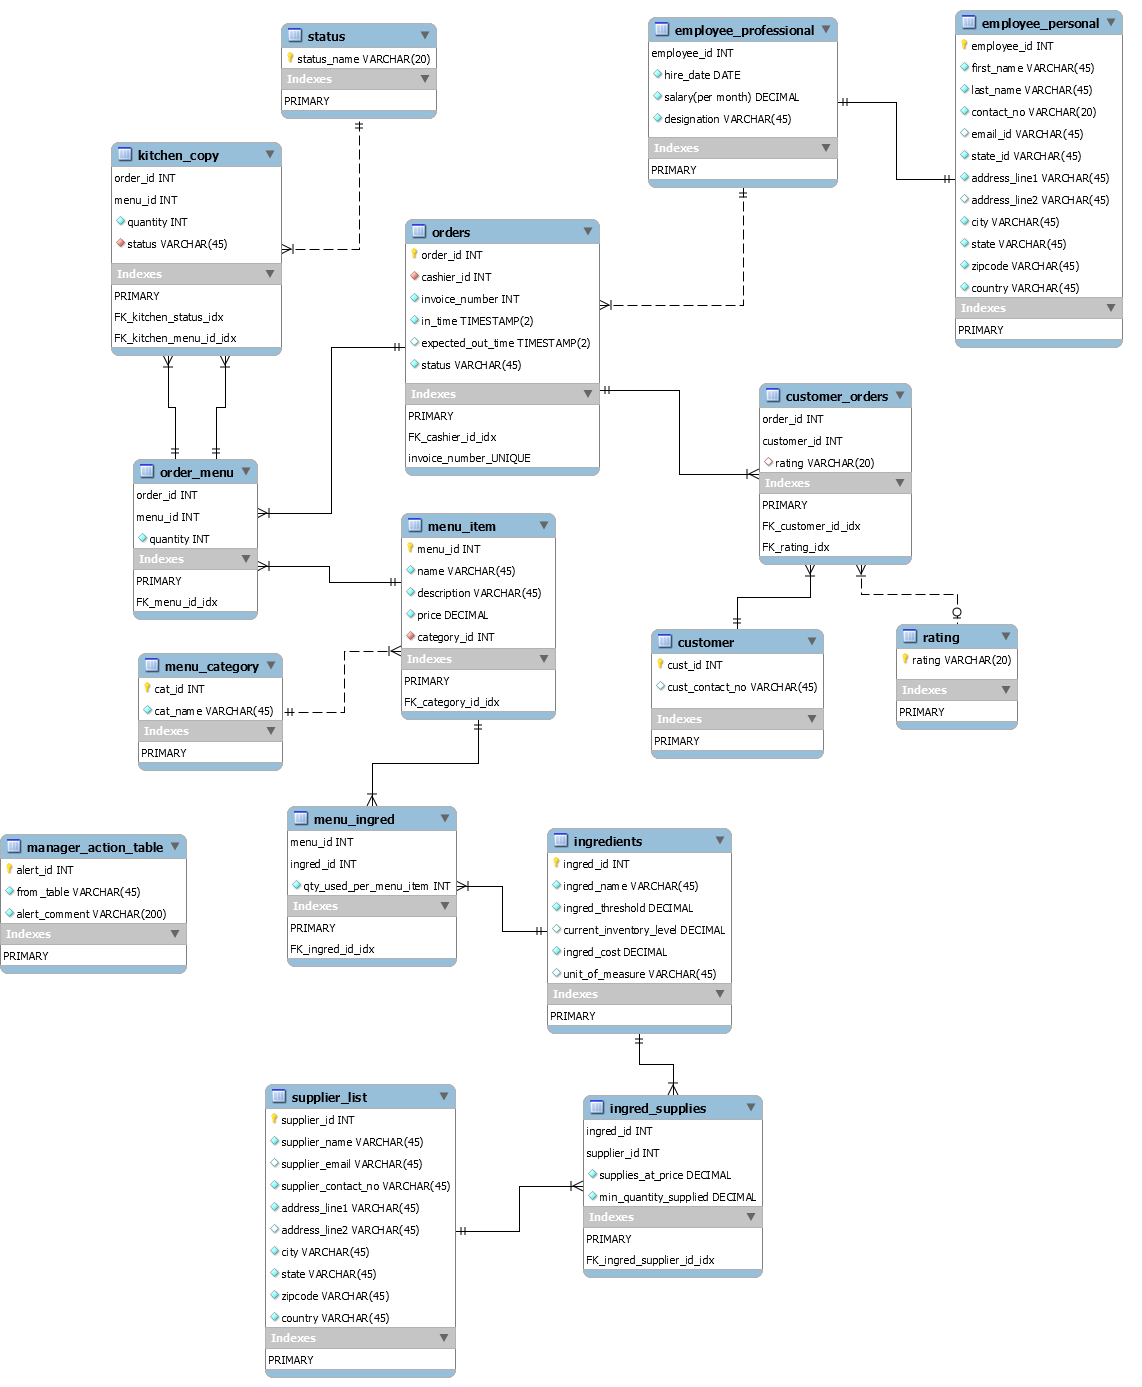 status
status_name VARCHAR(20)
Indexes
PRIMARY
employee_professional
employee_id INT
hire_date DATE
salary(per month) DECIMAL
designation VARCHAR(45)
Indexes
PRIMARY
employee_personal
employee_id INT
first_name VARCHAR(45)
last_name VARCHAR(45)
contact_no VARCHAR(20)
email_id VARCHAR(45)
state_id VARCHAR(45)
address_line1 VARCHAR(45)
address_line2 VARCHAR(45)
city VARCHAR(45)
state VARCHAR(45)
zipcode VARCHAR(45)
country VARCHAR(45)
Indexes
PRIMARY
kitchen_copy
order_id INT
menu_id INT
quantity INT
status VARCHAR(45)
Indexes
PRIMARY
FK_kitchen_status_idx
FK_kitchen_menu_id_idx
orders
order_id INT
cashier_id INT
invoice_number INT
in_time TIMESTAMP(2)
expected_out_time TIMESTAMP(2)
status VARCHAR(45)
Indexes
PRIMARY
FK_cashier_id_idx
invoice_number_UNIQUE
customer_orders
order_id INT
customer_id INT
rating VARCHAR(20)
Indexes
PRIMARY
FK_customer_id_idx
FK_rating_idx
order_menu
order_id INT
menu_id INT
quantity INT
Indexes
PRIMARY
FK_menu_id_idx
menu_item
menu_id INT
name VARCHAR(45)
description VARCHAR(45)
price DECIMAL
category_id INT
Indexes
PRIMARY
FK_category_id_idx
menu_category
cat_id INT
cat_name VARCHAR(45)
Indexes
PRIMARY
customer
cust_id INT
cust_contact_no VARCHAR(45)
Indexes
PRIMARY
rating
rating VARCHAR(20)
Indexes
PRIMARY
manager_action_table
alert_id INT
from_table VARCHAR(45)
alert_comment VARCHAR(200)
Indexes
PRIMARY
menu_ingred
menu_id INT
ingred_id INT
qty_used_per_menu_item INT
Indexes
PRIMARY
FK_ingred_id_idx
ingredients
ingred_id INT
ingred_name VARCHAR(45)
ingred_threshold DECIMAL
current_inventory_level DECIMAL
ingred_cost DECIMAL
unit_of_measure VARCHAR(45)
Indexes
PRIMARY
supplier_list
supplier_id INT
supplier_name VARCHAR(45)
supplier_email VARCHAR(45)
supplier_contact_no VARCHAR(45)
address_line1 VARCHAR(45)
address_line2 VARCHAR(45)
city VARCHAR(45)
state VARCHAR(45)
zipcode VARCHAR(45)
country VARCHAR(45)
Indexes
PRIMARY
ingred_supplies
ingred_id INT
supplier_id INT
supplies_at_price DECIMAL
min_quantity_supplied DECIMAL
Indexes
PRIMARY
FK_ingred_supplier_id_idx